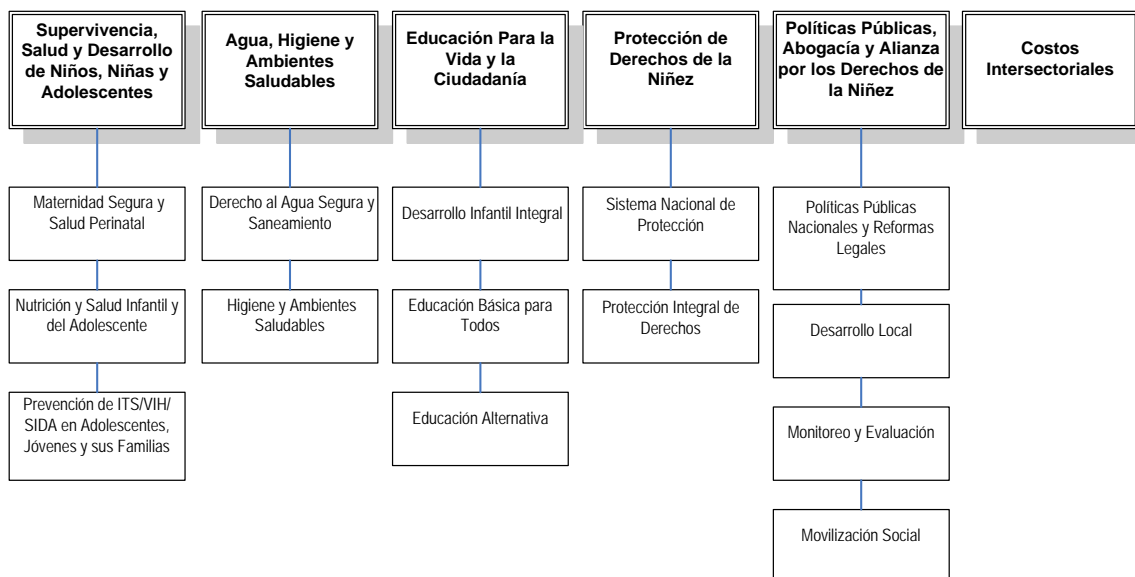 Supervivencia,
Salud y Desarrollo
de Niños, Niñas y
Adolescentes
Agua, Higiene y
Ambientes
Saludables
Educación Para la
Vida y la
Ciudadanía
Protección de
Derechos de la
Niñez
Políticas Públicas,
Abogacía y Alianza
por los Derechos de
la Niñez
Costos
Intersectoriales
Maternidad Segura y
Salud Perinatal
Derecho al Agua Segura y
Saneamiento
Desarrollo Infantil Integral
Sistema Nacional de
Protección
Políticas Públicas
Nacionales y Reformas
Legales
Nutrición y Salud Infantil y
del Adolescente
Higiene y Ambientes
Saludables
Educación Básica para
Todos
Protección Integral de
Derechos
Desarrollo Local
Prevención de ITS/VIH/
SIDA en Adolescentes,
Jóvenes y sus Familias
Educación Alternativa
Monitoreo y Evaluación
Movilización Social